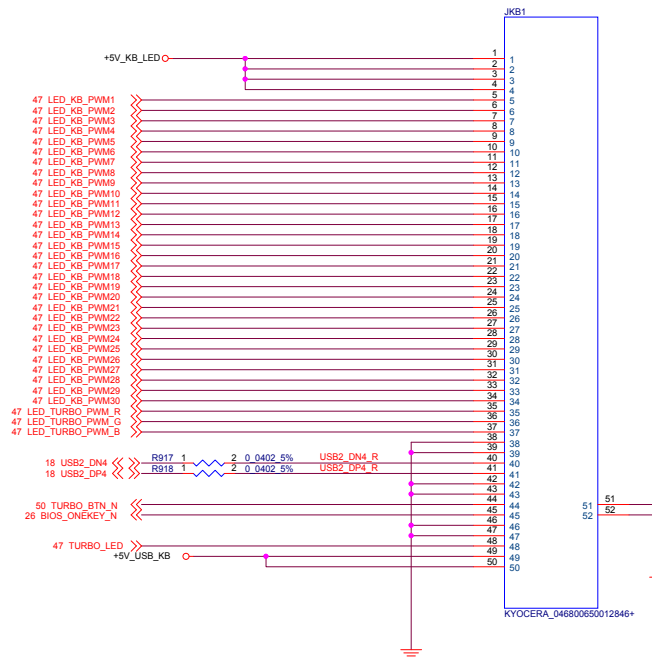 JKB1
+5V_KB_LED 1 1
2 2
3 3
4 4
47 LED_KB_PWM1 5 5
47 LED_KB_PWM2 6 6
47 LED_KB_PWM3 7 7
47 LED_KB_PWM4 8 8
47 LED_KB_PWM5 9 9
47 LED_KB_PWM6 10 10
47 LED_KB_PWM7 11 11
47 LED_KB_PWM8 12 12
47 LED_KB_PWM9 13 13
47 LED_KB_PWM10 14 14
47 LED_KB_PWM11 15 15
47 LED_KB_PWM12 16 16
47 LED_KB_PWM13 17 17
47 LED_KB_PWM14 18 18
47 LED_KB_PWM15 19 19
47 LED_KB_PWM16 20 20
47 LED_KB_PWM17 21 21
47 LED_KB_PWM18 22 22
47 LED_KB_PWM19 23 23
47 LED_KB_PWM20 24 24
47 LED_KB_PWM21 25 25
47 LED_KB_PWM22 26 26
47 LED_KB_PWM23 27 27
47 LED_KB_PWM24 28 28
47 LED_KB_PWM25 29 29
47 LED_KB_PWM26 30 30
47 LED_KB_PWM27 31 31
47 LED_KB_PWM28 32 32
47 LED_KB_PWM29 33 33
47 LED_KB_PWM30 34 34
47 LED_TURBO_PWM_R 35 35
47 LED_TURBO_PWM_G 36 36
47 LED_TURBO_PWM_B 37 37
38 38
39 39
18 USB2_DN4 R917 1 2 0_0402_5% USB2_DN4_R 40 40
18 USB2_DP4 R918 1 2 0_0402_5% USB2_DP4_R 41 41
42 42
43 43
50 TURBO_BTN_N 44 44 51 51
26 BIOS_ONEKEY_N 45 45 52 52
46 46
47 47
47 TURBO_LED 48 48
+5V_USB_KB 49 49
50 50
KYOCERA_046800650012846+